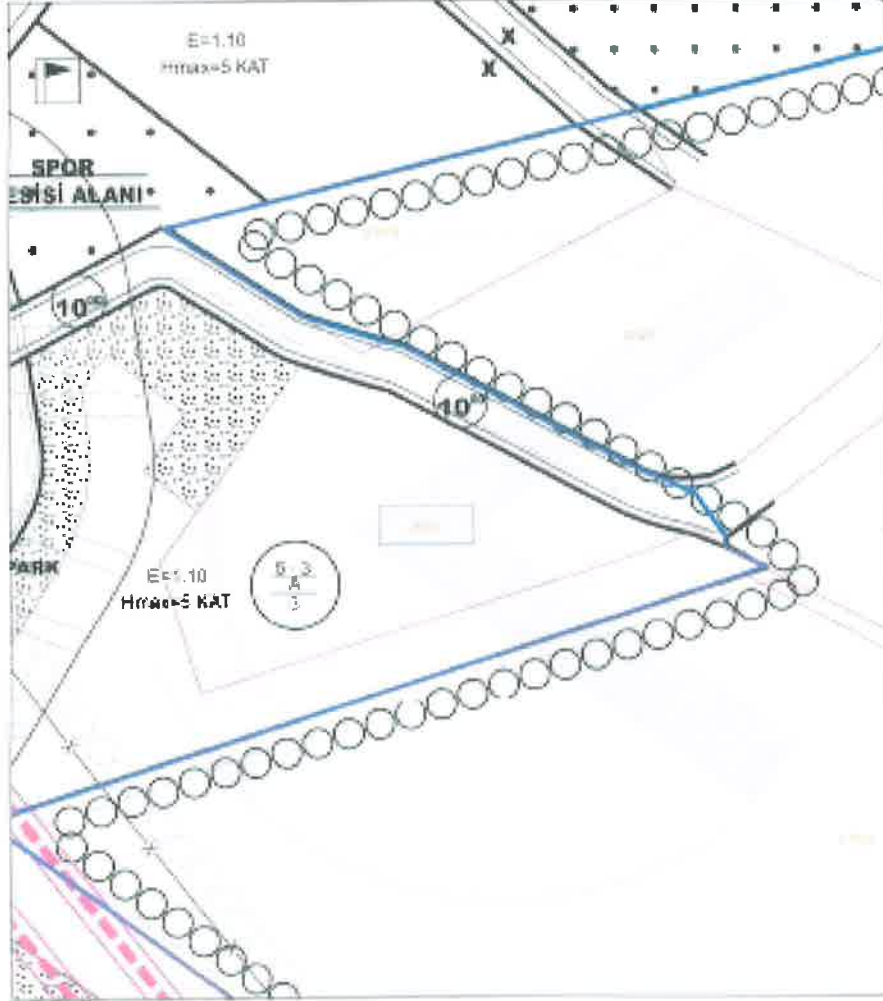 E=1.10
Hmax=5 KAT
X
X
SPOR
ESİSİ ALANI
10
10
PARK
E=1.10
Hmax=5 KAT
5 3
A
3